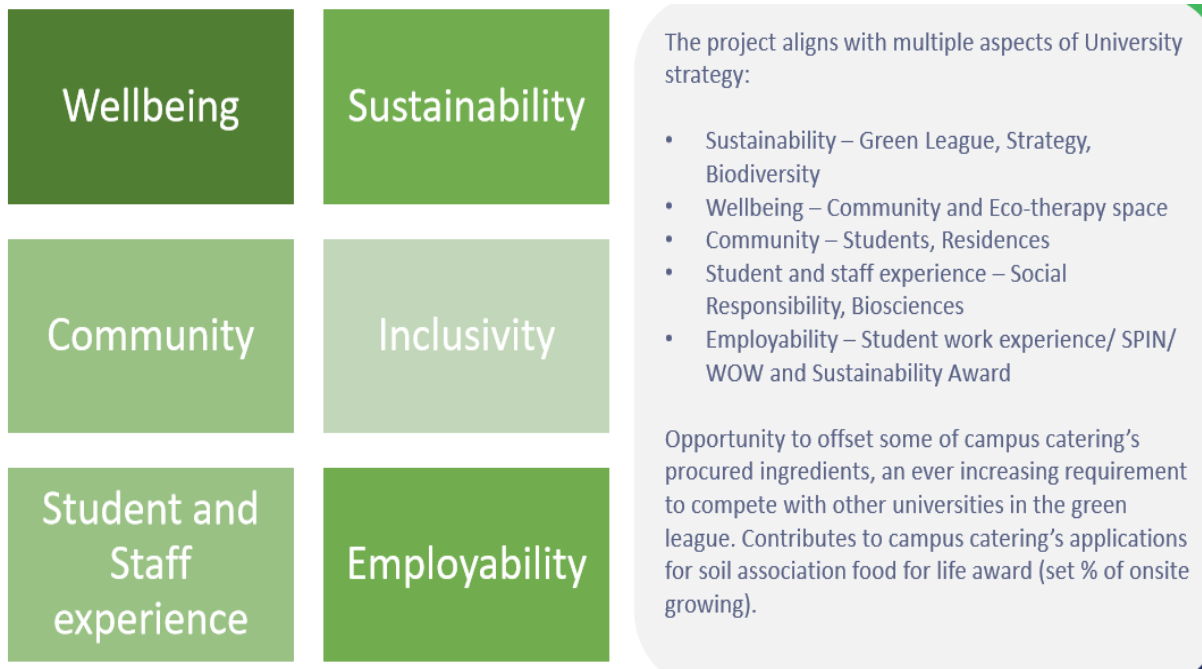 Wellbeing
Sustainability
Community
Inclusivity
Student and
Staff
experience
Employability
The project aligns with multiple aspects of University
strategy:
• Sustainability – Green League, Strategy,
Biodiversity
• Wellbeing – Community and Eco-therapy space
• Community – Students, Residences
• Student and staff experience – Social
Responsibility, Biosciences
• Employability – Student work experience/ SPIN/
WOW and Sustainability Award
Opportunity to offset some of campus catering’s
procured ingredients, an ever increasing requirement
to compete with other universities in the green
league. Contributes to campus catering’s applications
for soil association food for life award (set % of onsite
growing).